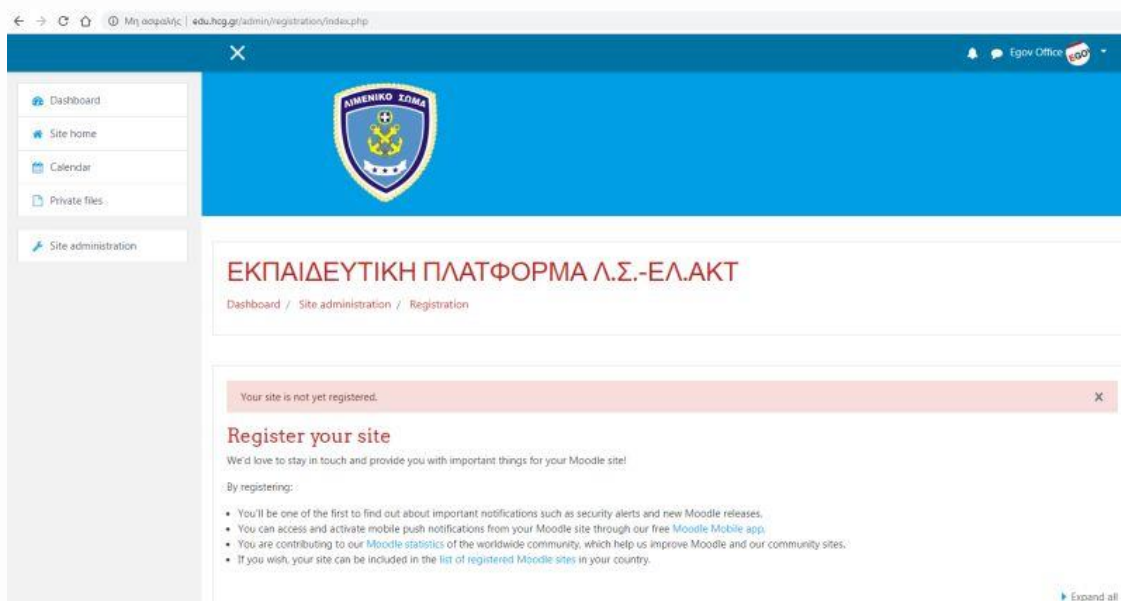 Μη ασφαλής | edu.hcg.gr/admin/registration/index.php
Egov Office
EGOV
Dashboard
Site home
Calendar
Private files
Site administration
ΛΙΜΕΝΙΚΟ ΣΩΜΑ
ΕΚΠΑΙΔΕΥΤΙΚΗ ΠΛΑΤΦΟΡΜΑ Λ.Σ.-ΕΛ.ΑΚΤ
Dashboard / Site administration / Registration
Your site is not yet registered.
Register your site
We'd love to stay in touch and provide you with important things for your Moodle site!
By registering:
• You'll be one of the first to find out about important notifications such as security alerts and new Moodle releases.
• You can access and activate mobile push notifications from your Moodle site through our free Moodle Mobile app.
• You are contributing to our Moodle statistics of the worldwide community, which help us improve Moodle and our community sites.
• If you wish, your site can be included in the list of registered Moodle sites in your country.
Expand all